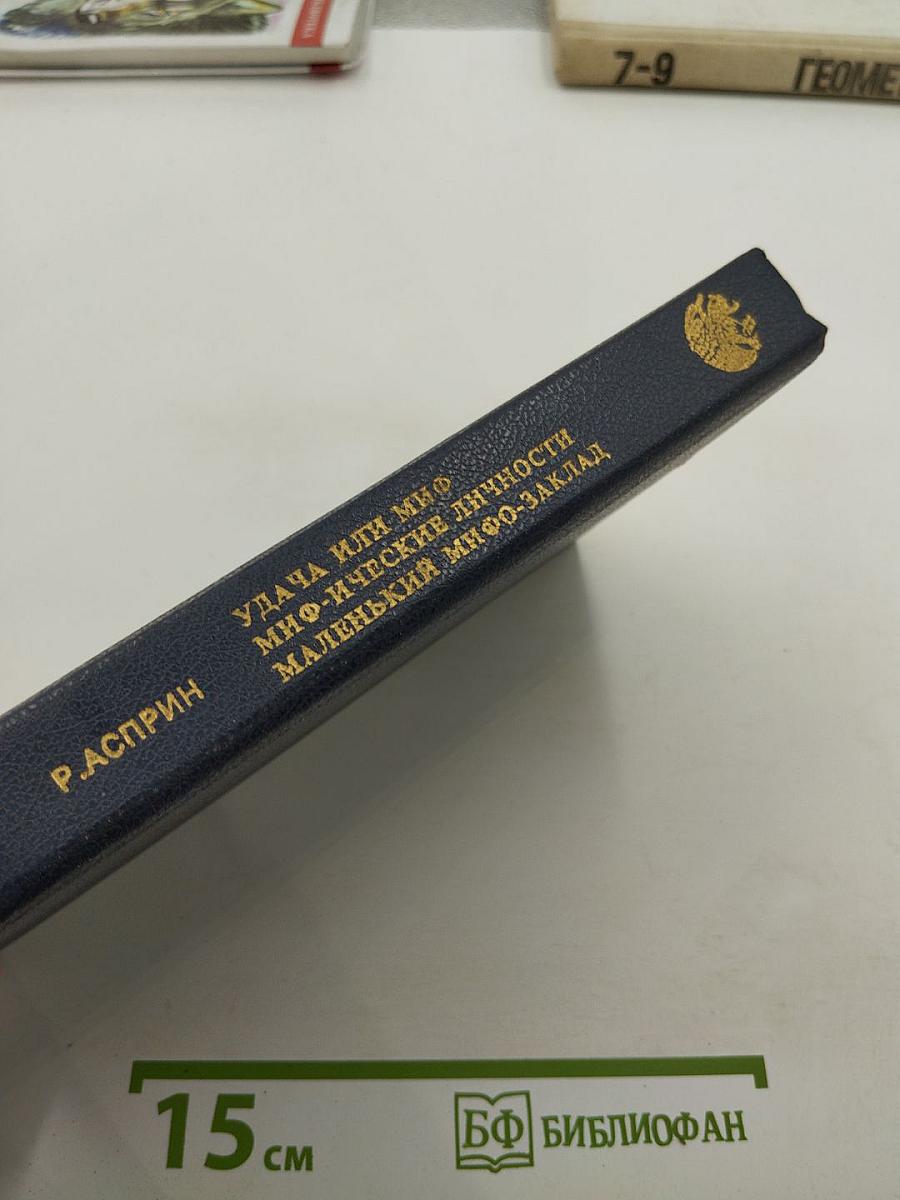 7-9 ГЕОМЕТ
Р.АСПРИН
УДАЧА ИЛИ МИФ
МИФ-ИЧЕСКИЕ ЛИЧНОСТИ
МАЛЕНЬКИЙ МИФО-ЗАКЛАД
15 см
БФ БИБЛИОФАН